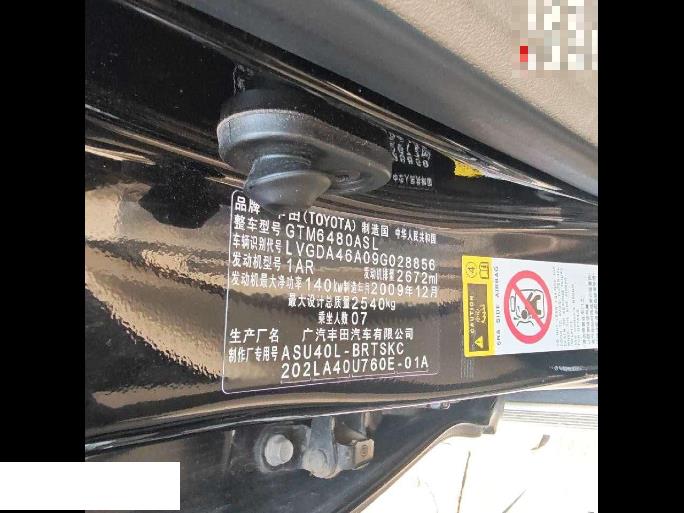 品牌 丰田(TOYOTA) 制造国 中华人民共和国
整车型号 GTM6480ASL
车辆识别代号 LVGDA46A09G028856
发动机型号 1AR 发动机排量 2672ml
发动机最大净功率 140kw 制造年月 2009年12月
最大设计总质量 2540kg
乘坐人数 07
生产厂名 广汽丰田汽车有限公司
制作厂专用号 ASU40L-BRTSKC
202LA40U760E-01A
CAUTION
SRS SIDE AIRBAG